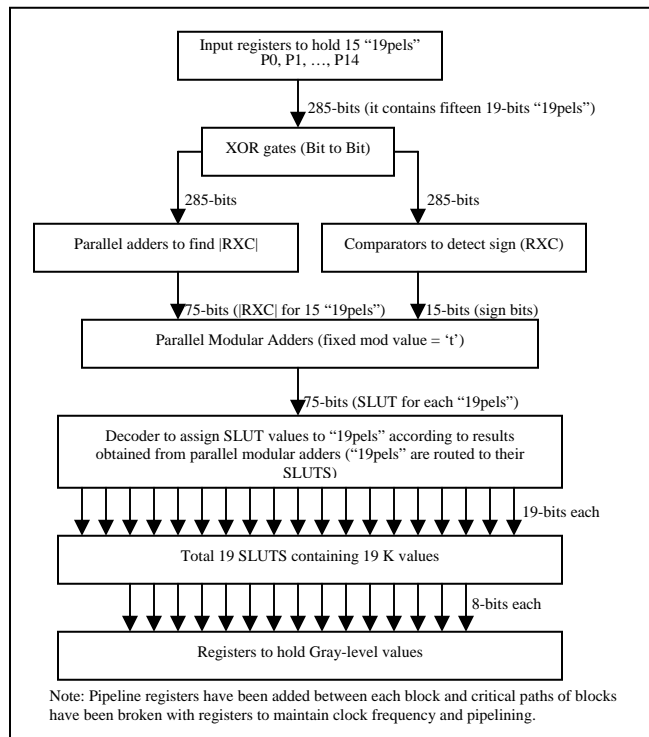 Input registers to hold 15 “19pels”
P0, P1, …, P14
285-bits (it contains fifteen 19-bits “19pels”)
XOR gates (Bit to Bit)
285-bits
285-bits
Parallel adders to find |RXC|
Comparators to detect sign (RXC)
75-bits (|RXC| for 15 “19pels”)
15-bits (sign bits)
Parallel Modular Adders (fixed mod value = ‘t’)
75-bits (SLUT for each “19pels”)
Decoder to assign SLUT values to “19pels” according to results
obtained from parallel modular adders (“19pels” are routed to their
SLUTS)
19-bits each
Total 19 SLUTS containing 19 K values
8-bits each
Registers to hold Gray-level values
Note: Pipeline registers have been added between each block and critical paths of blocks
have been broken with registers to maintain clock frequency and pipelining.